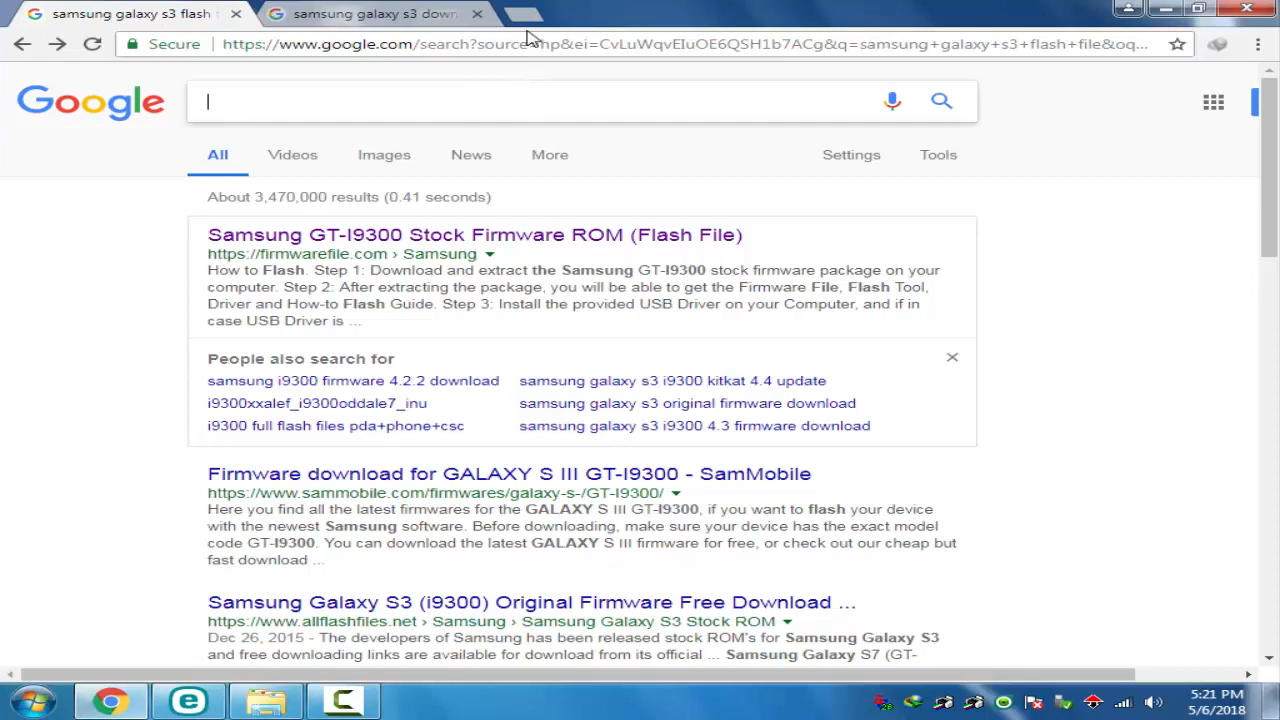 samsung galaxy s3 flash
samsung galaxy s3 down
Secure
https://www.google.com/search?source=hp&ei=CvLuWqvEIuOE6QSH1b7ACg&q=samsung+galaxy+s3+flash+file&oq...
Google
All
Videos
Images
News
More
Settings
Tools
About 3,470,000 results (0.41 seconds)
Samsung GT-I9300 Stock Firmware ROM (Flash File)
https://firmwarefile.com › Samsung
How to Flash. Step 1: Download and extract the Samsung GT-I9300 stock firmware package on your
computer. Step 2: After extracting the package, you will be able to get the Firmware File, Flash Tool,
Driver and How-to Flash Guide. Step 3: Install the provided USB Driver on your Computer, and if in
case USB Driver is ...
People also search for
samsung i9300 firmware 4.2.2 download
samsung galaxy s3 i9300 kitkat 4.4 update
i9300xxalef_i9300oddale7_inu
samsung galaxy s3 original firmware download
i9300 full flash files pda+phone+csc
samsung galaxy s3 i9300 4.3 firmware download
Firmware download for GALAXY S III GT-I9300 - SamMobile
https://www.sammobile.com/firmwares/galaxy-s-/GT-I9300/
Here you find all the latest firmwares for the GALAXY S III GT-I9300, if you want to flash your device
with the newest Samsung software. Before downloading, make sure your device has the exact model
code GT-I9300. You can download the latest GALAXY S III firmware for free, or check out our cheap but
fast download ...
Samsung Galaxy S3 (i9300) Original Firmware Free Download ...
https://www.allflashfiles.net › Samsung › Samsung Galaxy S3 Stock ROM
Dec 26, 2015 - The developers of Samsung has been released stock ROM's for Samsung Galaxy S3
and free downloading links are available for download from its official ... Samsung Galaxy S7 (GT-
5:21 PM
5/6/2018